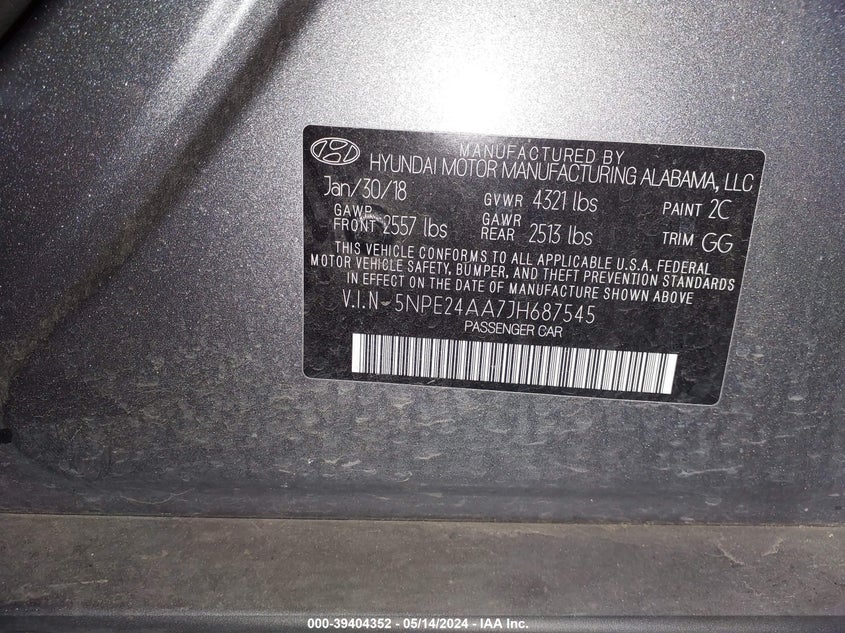 MANUFACTURED BY
HYUNDAI MOTOR MANUFACTURING ALABAMA, LLC
Jan/30/18 GVWR 4321 lbs PAINT 2C
GAWR FRONT 2557 lbs GAWR REAR 2513 lbs TRIM GG
THIS VEHICLE CONFORMS TO ALL APPLICABLE U.S.A. FEDERAL
MOTOR VEHICLE SAFETY, BUMPER, AND THEFT PREVENTION STANDARDS
IN EFFECT ON THE DATE OF MANUFACTURE SHOWN ABOVE
V.I.N-5NPE24AA7JH687545
PASSENGER CAR
000-39404352 - 05/14/2024 - IAA Inc.